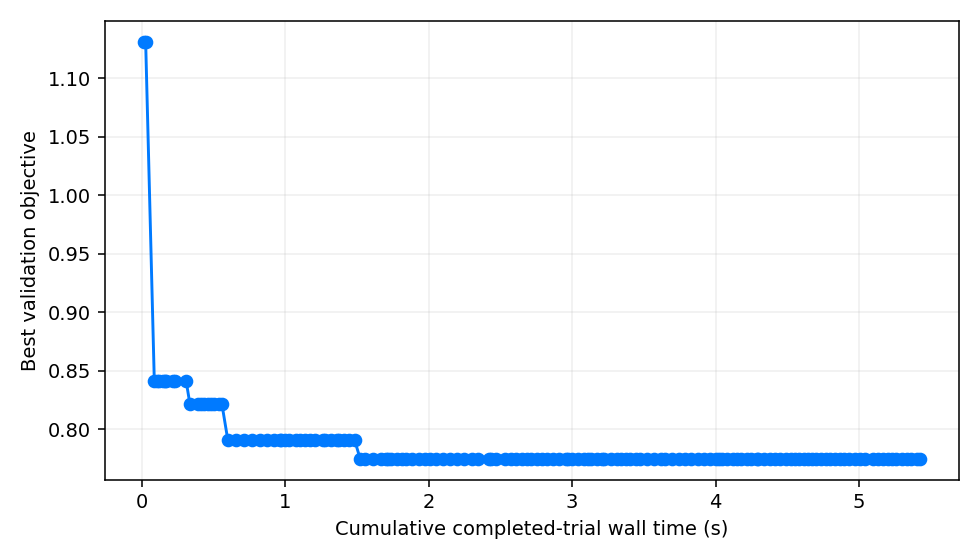 Best validation objective
1.10
1.05
1.00
0.95
0.90
0.85
0.80
0 1 2 3 4 5
Cumulative completed-trial wall time (s)